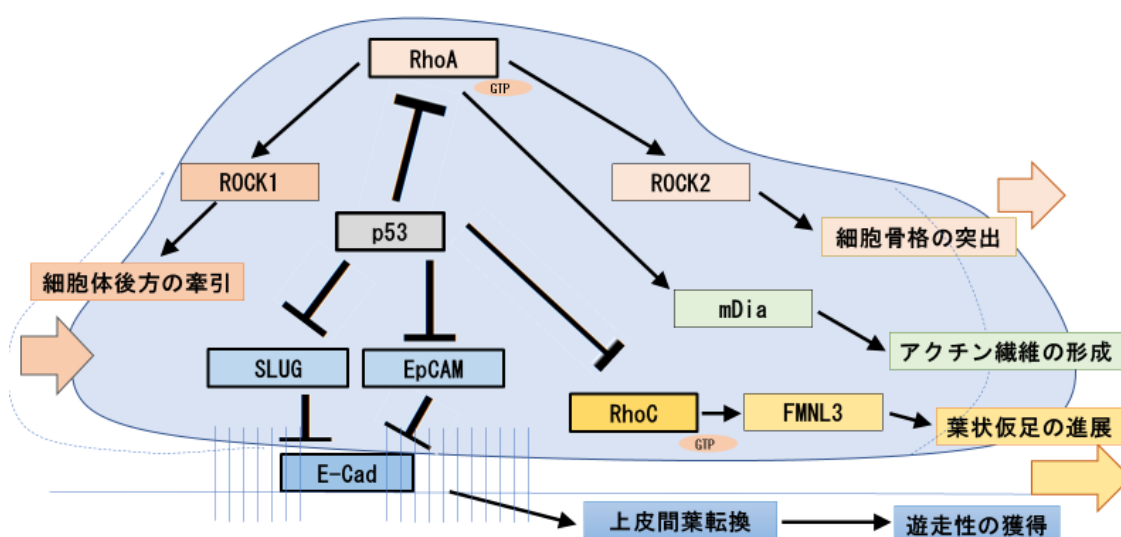 RhoA
GTP
ROCK1
ROCK2
p53
細胞骨格の突出
細胞体後方の牽引
mDia
アクチン繊維の形成
SLUG
EpCAM
RhoC
GTP
FMNL3
葉状仮足の進展
E-Cad
上皮間葉転換
遊走性の獲得